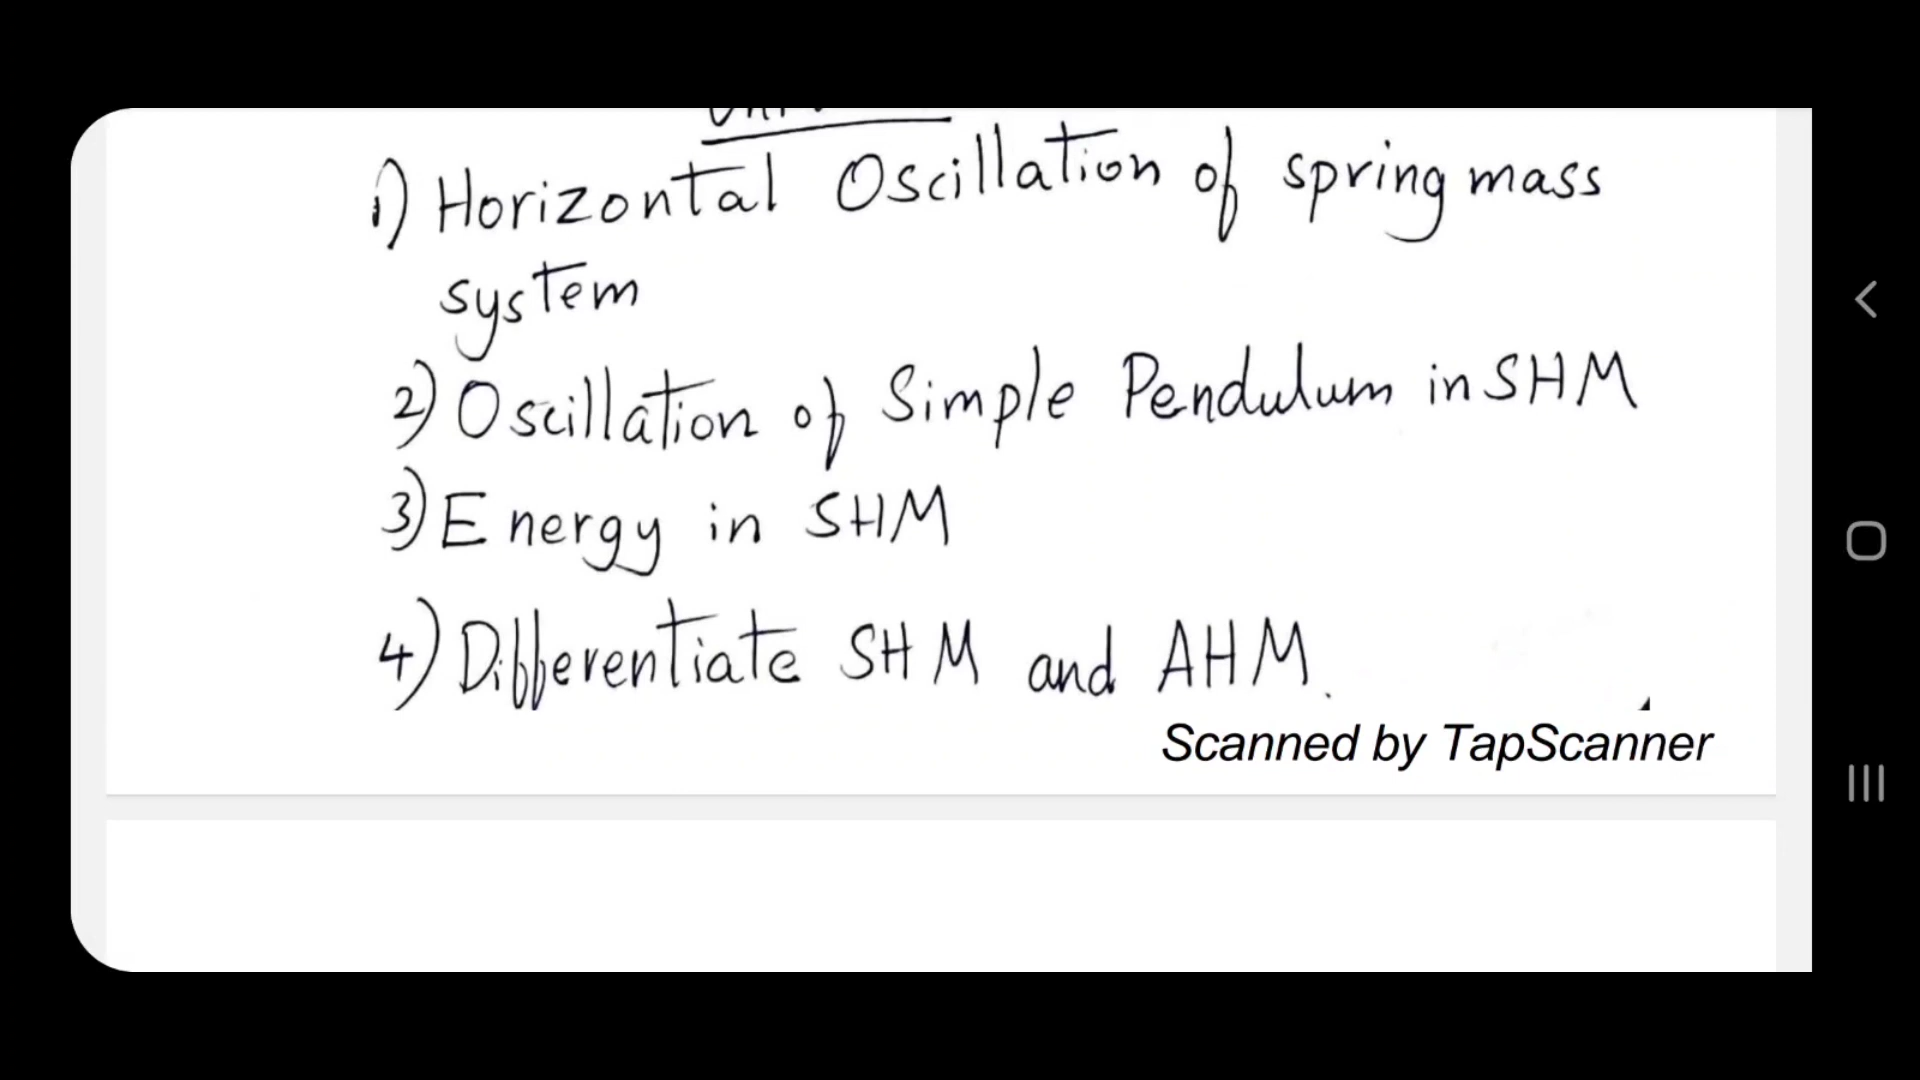 1) Horizontal Oscillation of spring mass
system
2) Oscillation of Simple Pendulum in SHM
3) Energy in SHM
4) Differentiate SHM and AHM.
Scanned by TapScanner